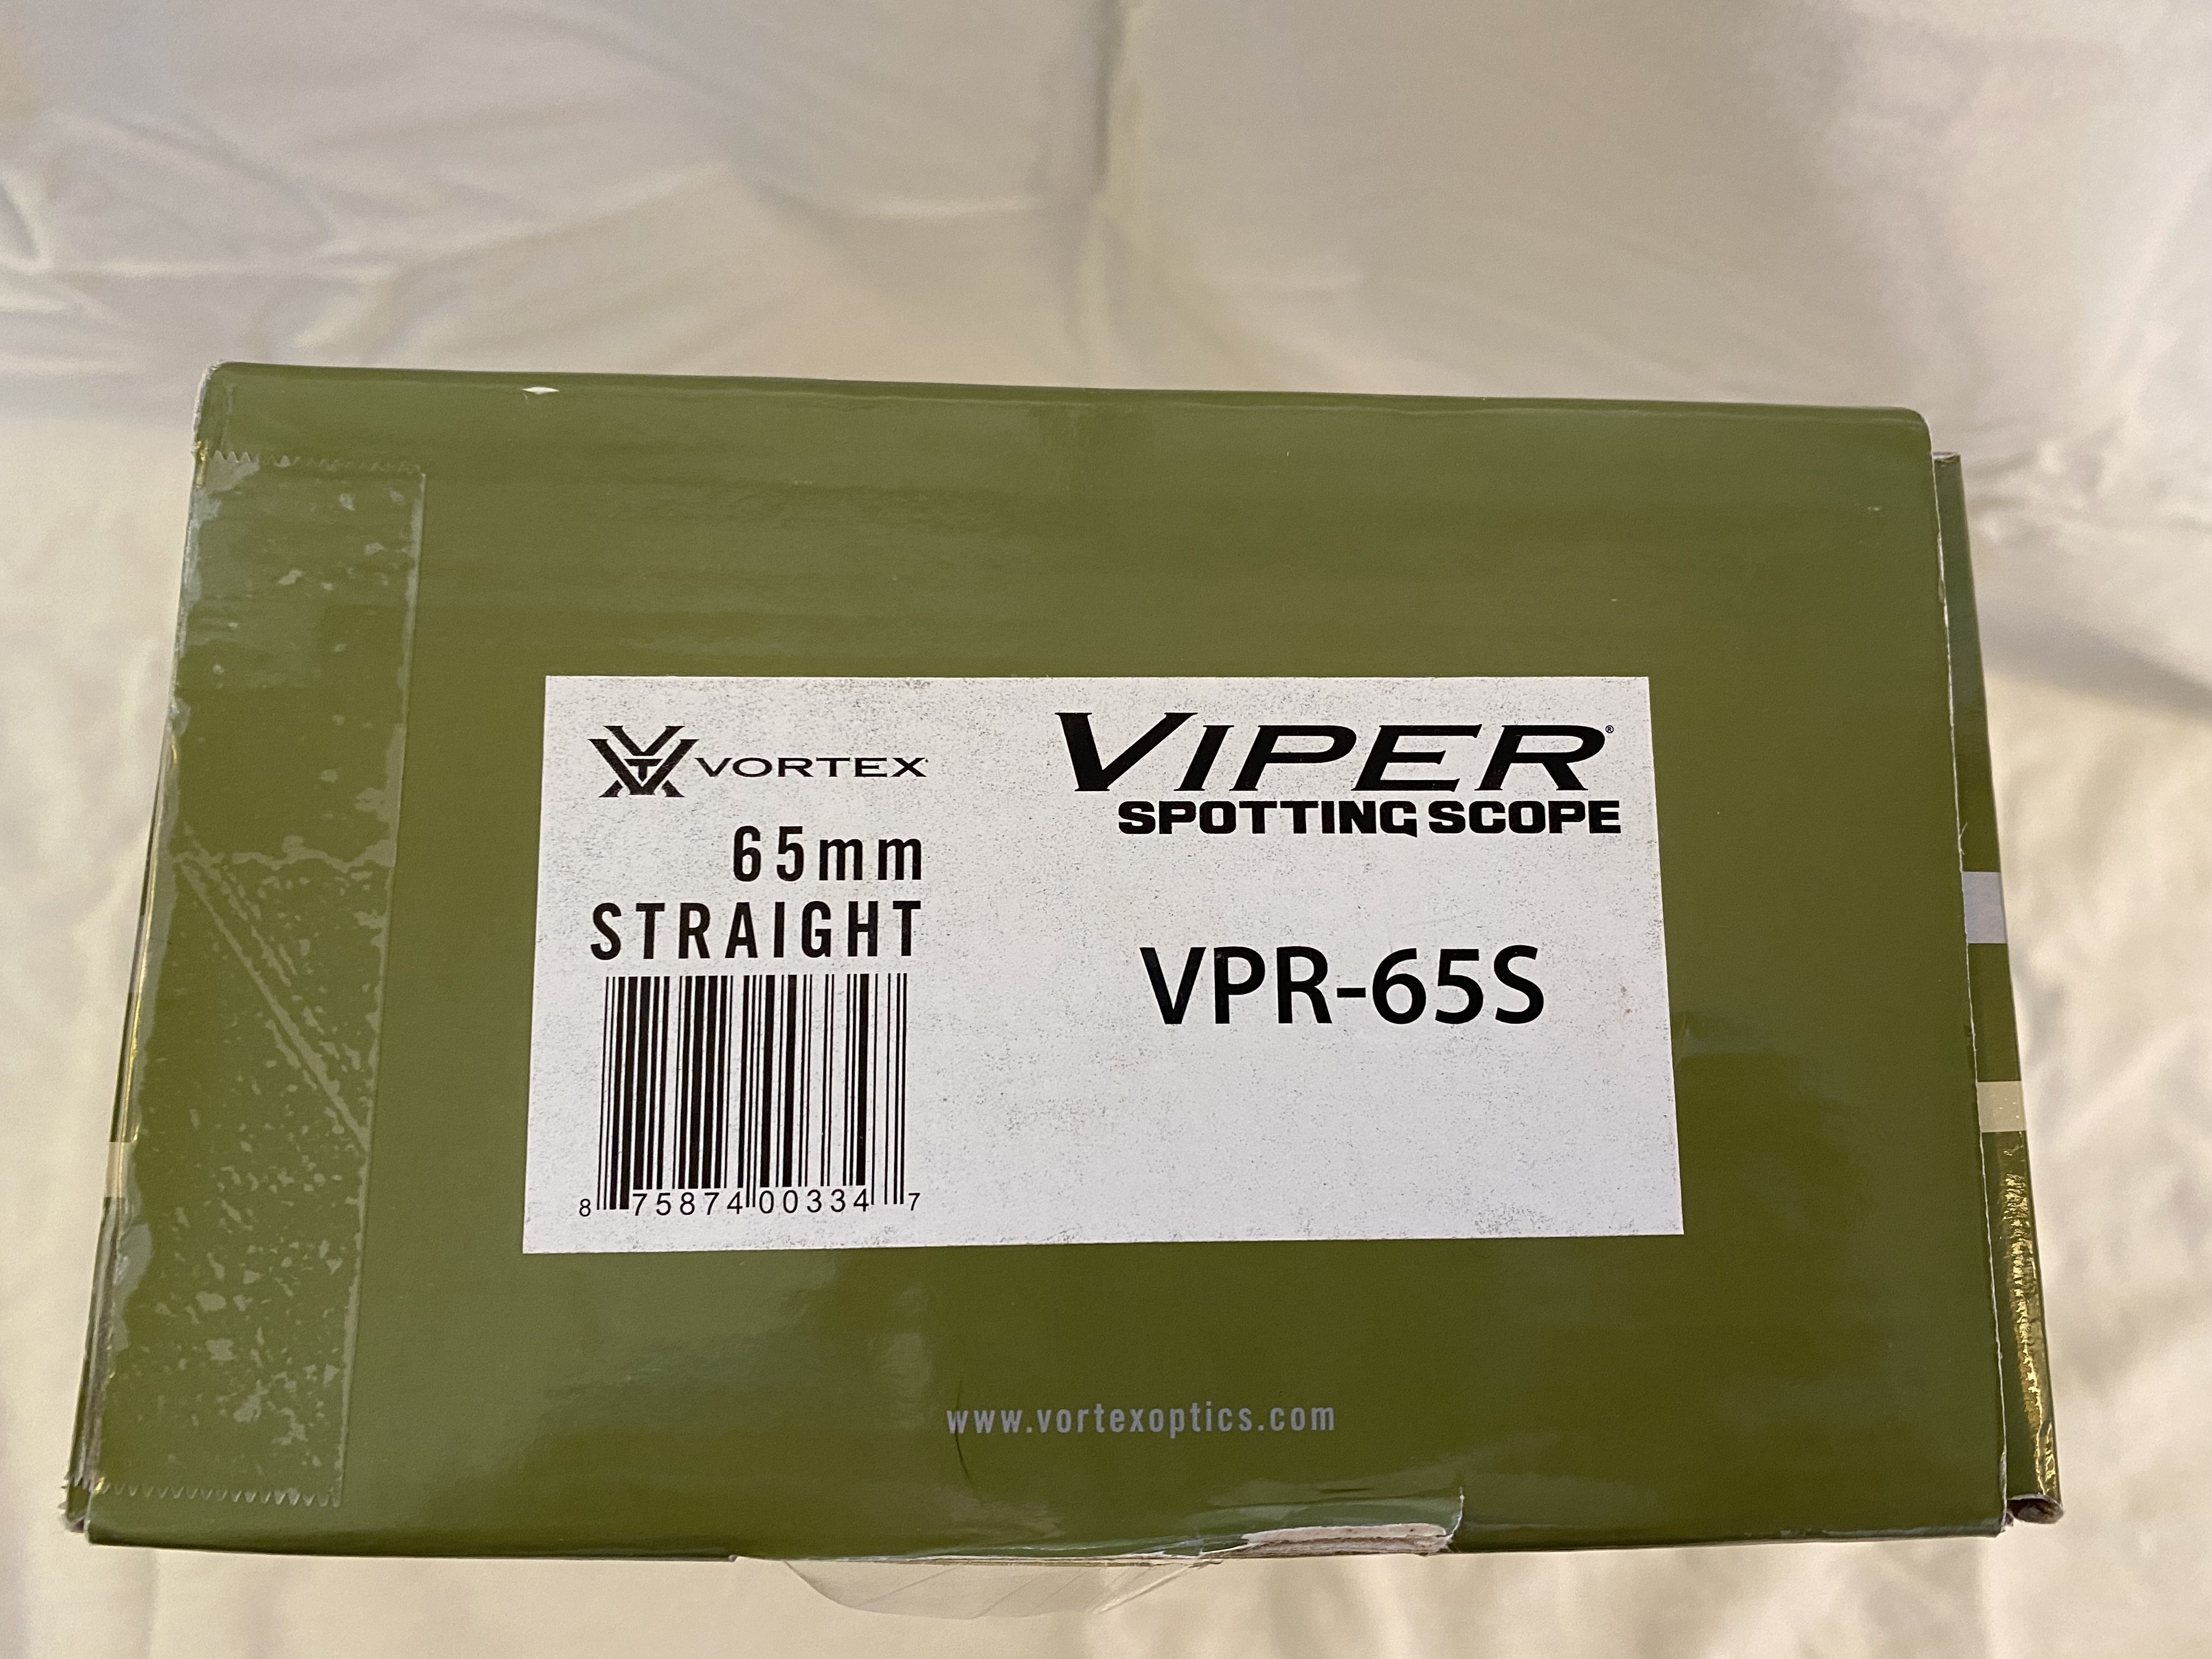 VORTEX
VIPER®
SPOTTING SCOPE
65mm
STRAIGHT
VPR-65S
8 75874 00334 7
www.vortexoptics.com